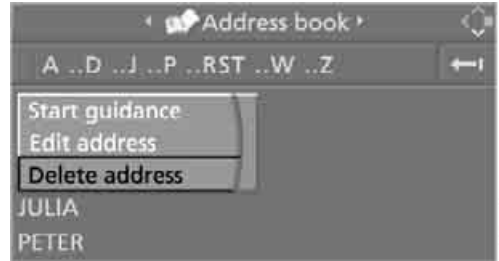 Address book
A ..D ..J ..P ..RST ..W ..Z
Start guidance
Edit address
Delete address
JULIA
PETER